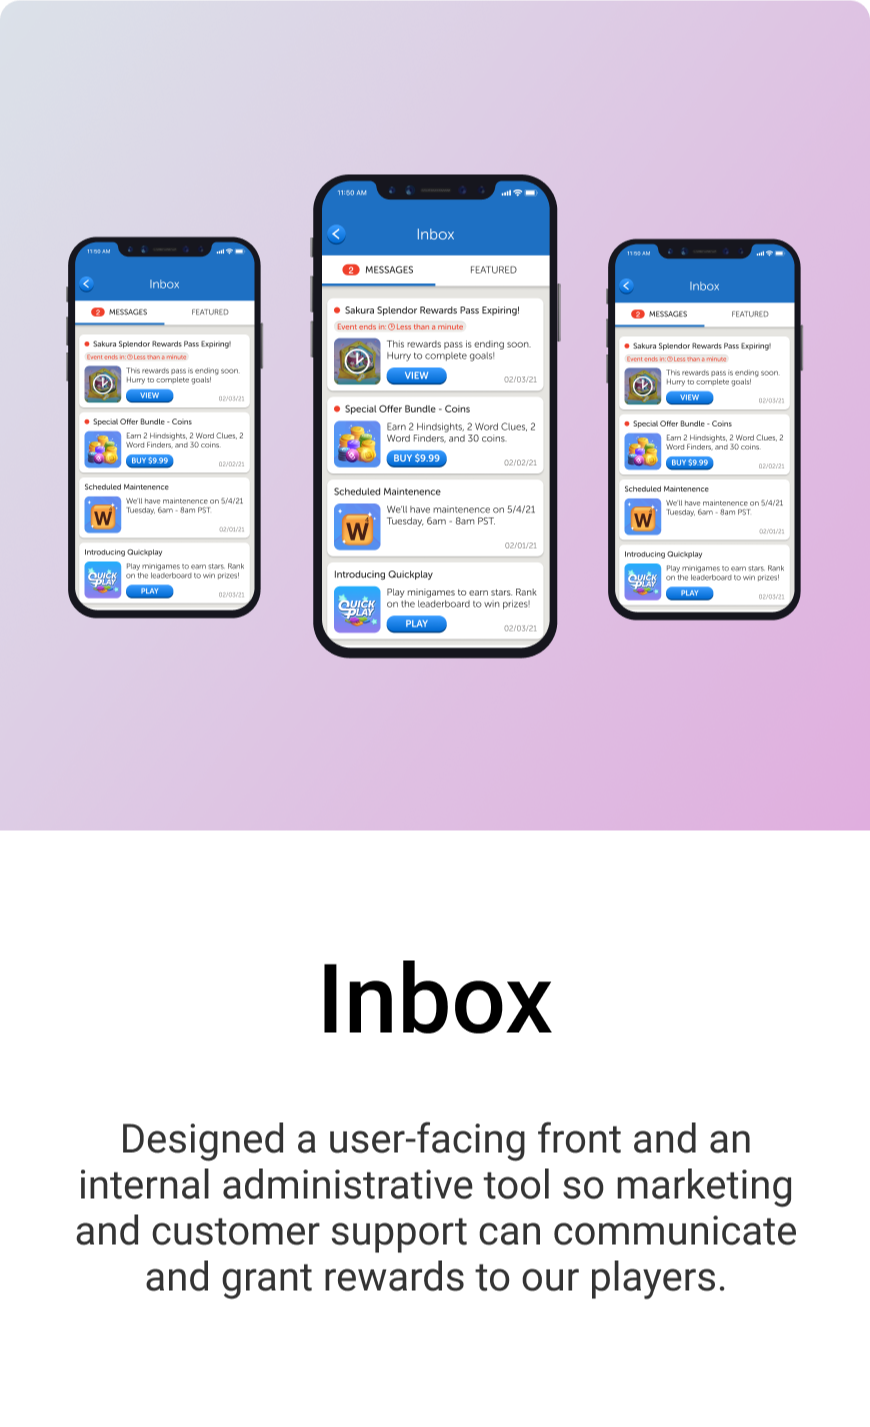 11:50 AM
Inbox
2 MESSAGES FEATURED
Sakura Splendor Rewards Pass Expiring!
Event ends in: Less than a minute
This rewards pass is ending soon.
Hurry to complete goals!
VIEW
02/03/21
Special Offer Bundle - Coins
Earn 2 Hindsights, 2 Word Clues, 2
Word Finders, and 30 coins.
BUY $9.99
02/02/21
Scheduled Maintenence
W
We'll have maintenence on 5/4/21
Tuesday, 6am - 8am PST.
02/01/21
Introducing Quickplay
QUICK
PLAY
Play minigames to earn stars. Rank
on the leaderboard to win prizes!
PLAY
02/03/21
11:50 AM
Inbox
2 MESSAGES FEATURED
Sakura Splendor Rewards Pass Expiring!
Event ends in: Less than a minute
This rewards pass is ending soon.
Hurry to complete goals!
VIEW
02/03/21
Special Offer Bundle - Coins
Earn 2 Hindsights, 2 Word Clues, 2
Word Finders, and 30 coins.
BUY $9.99
02/02/21
Scheduled Maintenence
W
We'll have maintenence on 5/4/21
Tuesday, 6am - 8am PST.
02/01/21
Introducing Quickplay
QUICK
PLAY
Play minigames to earn stars. Rank
on the leaderboard to win prizes!
PLAY
02/03/21
11:50 AM
Inbox
2 MESSAGES FEATURED
Sakura Splendor Rewards Pass Expiring!
Event ends in: Less than a minute
This rewards pass is ending soon.
Hurry to complete goals!
VIEW
02/03/21
Special Offer Bundle - Coins
Earn 2 Hindsights, 2 Word Clues, 2
Word Finders, and 30 coins.
BUY $9.99
02/02/21
Scheduled Maintenence
W
We'll have maintenence on 5/4/21
Tuesday, 6am - 8am PST.
02/01/21
Introducing Quickplay
QUICK
PLAY
Play minigames to earn stars. Rank
on the leaderboard to win prizes!
PLAY
02/03/21
Inbox
Designed a user-facing front and an
internal administrative tool so marketing
and customer support can communicate
and grant rewards to our players.